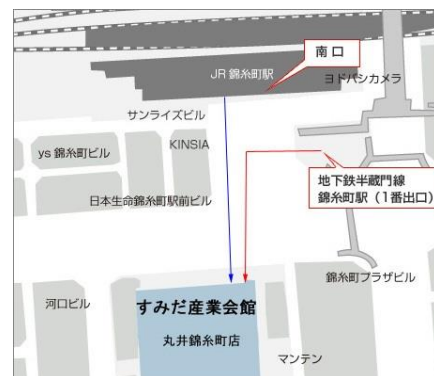 南口
JR 錦糸町駅
ヨドバシカメラ
サンライズビル
KINSIA
ys 錦糸町ビル
地下鉄半蔵門線
錦糸町駅（1番出口）
日本生命錦糸町駅前ビル
錦糸町プラザビル
河口ビル
すみだ産業会館
丸井錦糸町店
マンテン